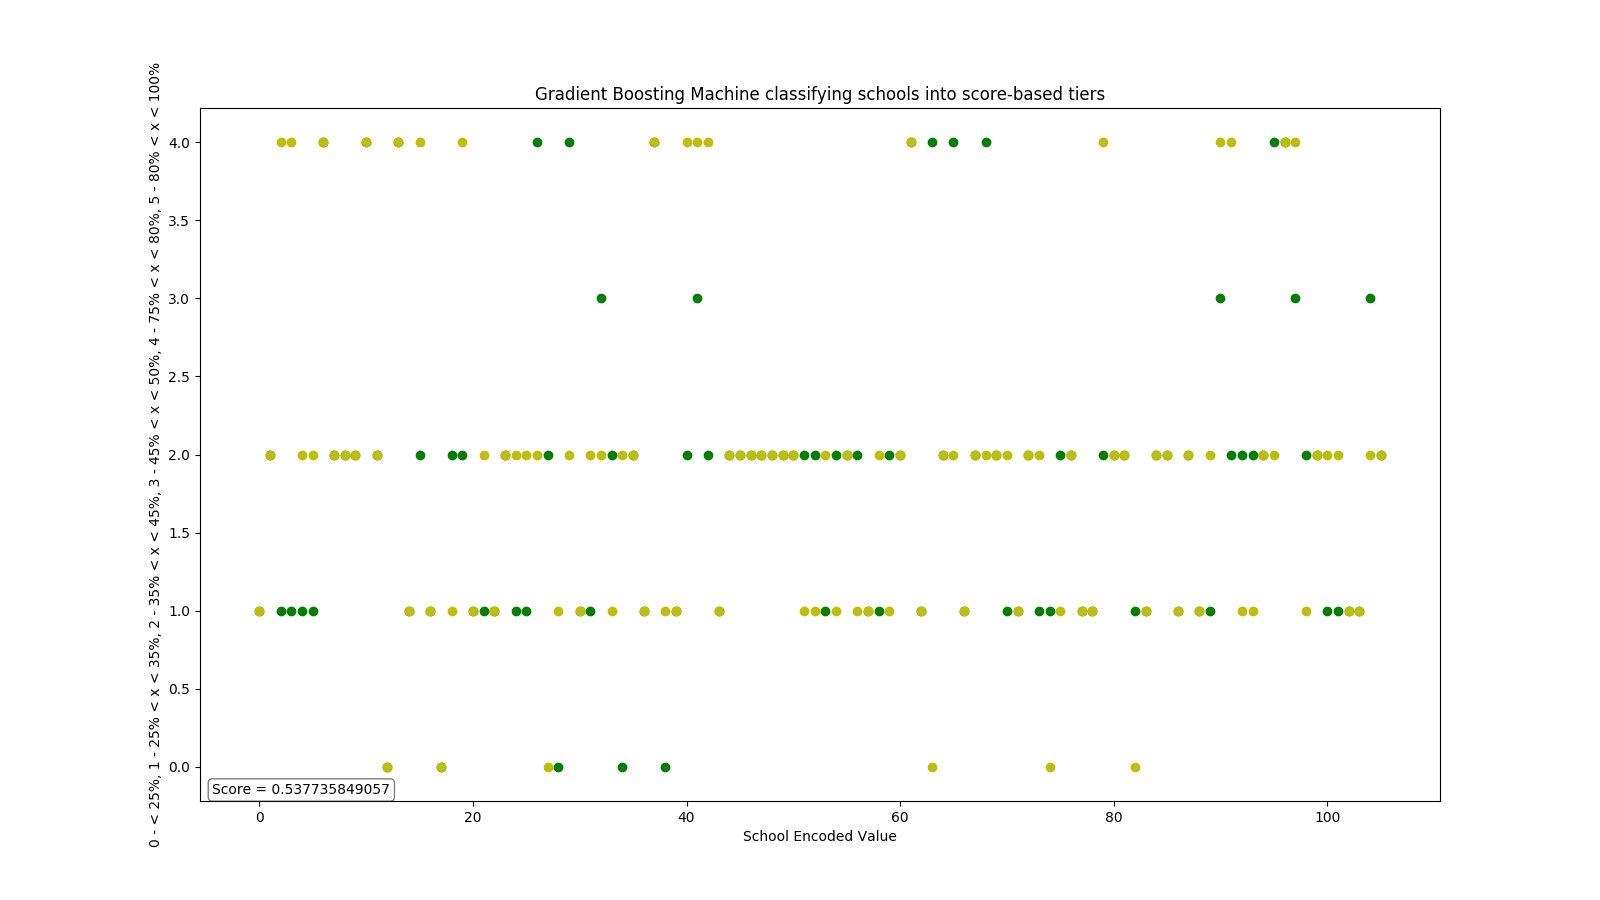 Gradient Boosting Machine classifying schools into score-based tiers
0 - < 25%, 1 - 25% < x < 35%, 2 - 35% < x < 45%, 3 - 45% < x < 50%, 4 - 75% < x < 80%, 5 - 80% < x < 100%
4.0
3.5
3.0
2.5
2.0
1.5
1.0
0.5
0.0
Score = 0.537735849057
0 20 40 60 80 100
School Encoded Value